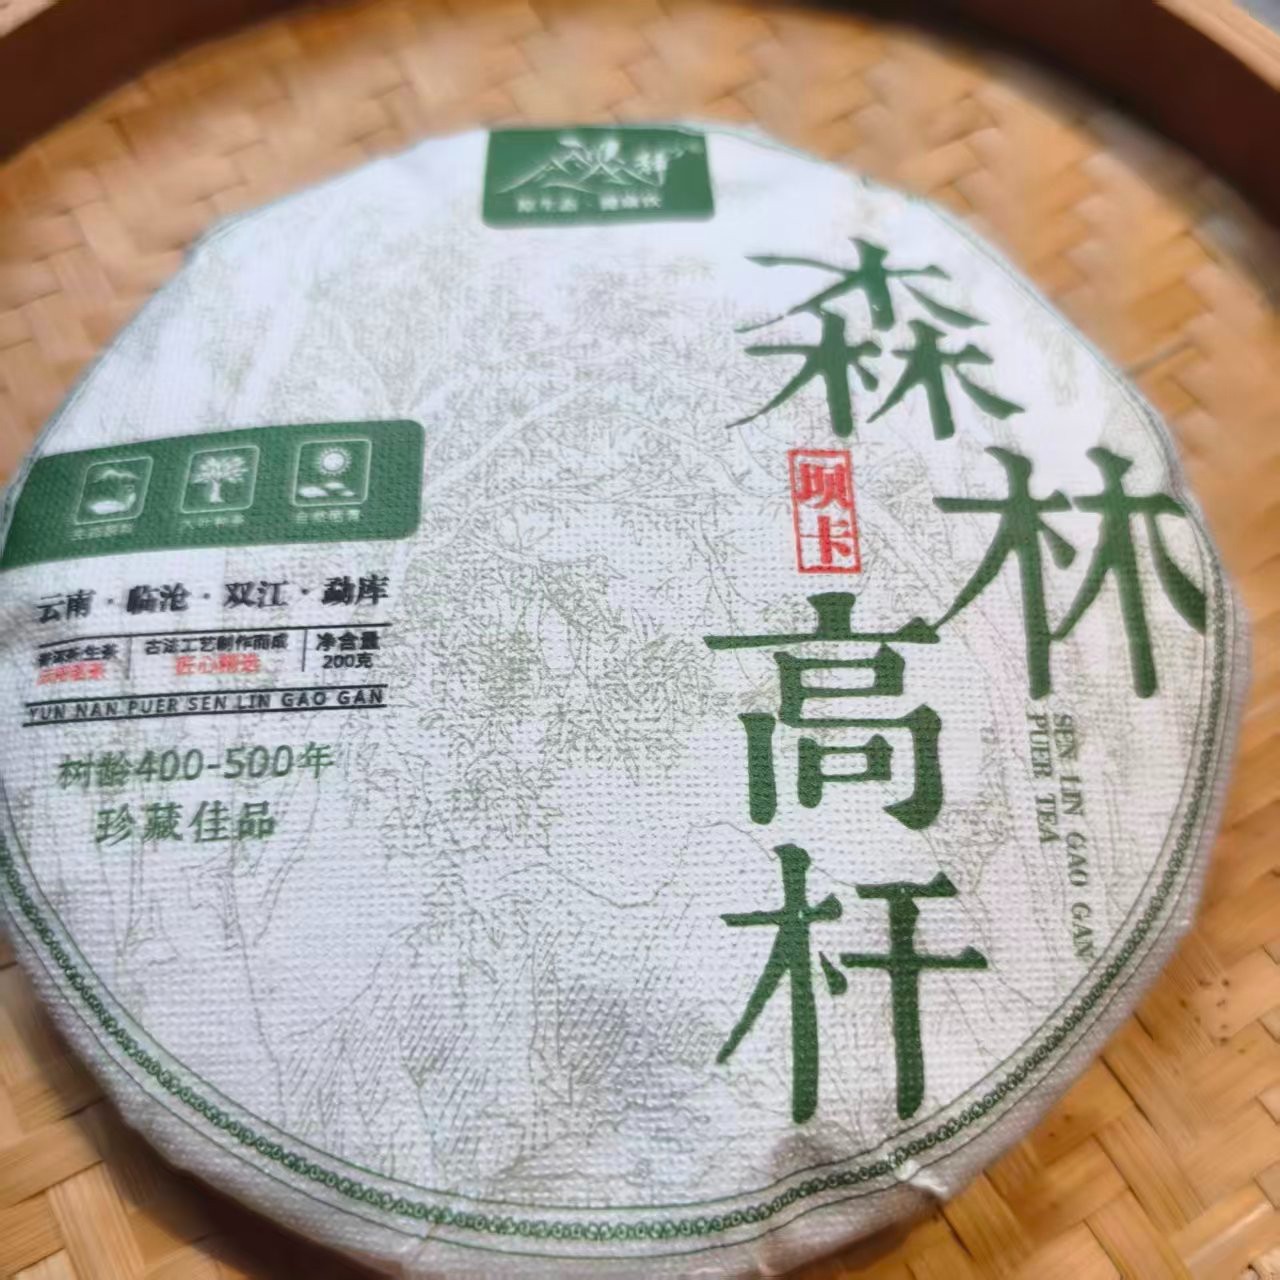 森林
坝卡
高杆
SEN LIN GAO GAN
PUER TEA
云南·临沧·双江·勐库
古法工艺制作而成
匠心精选
净含量
200克
YUN NAN PUER SEN LIN GAO GAN
树龄400-500年
珍藏佳品